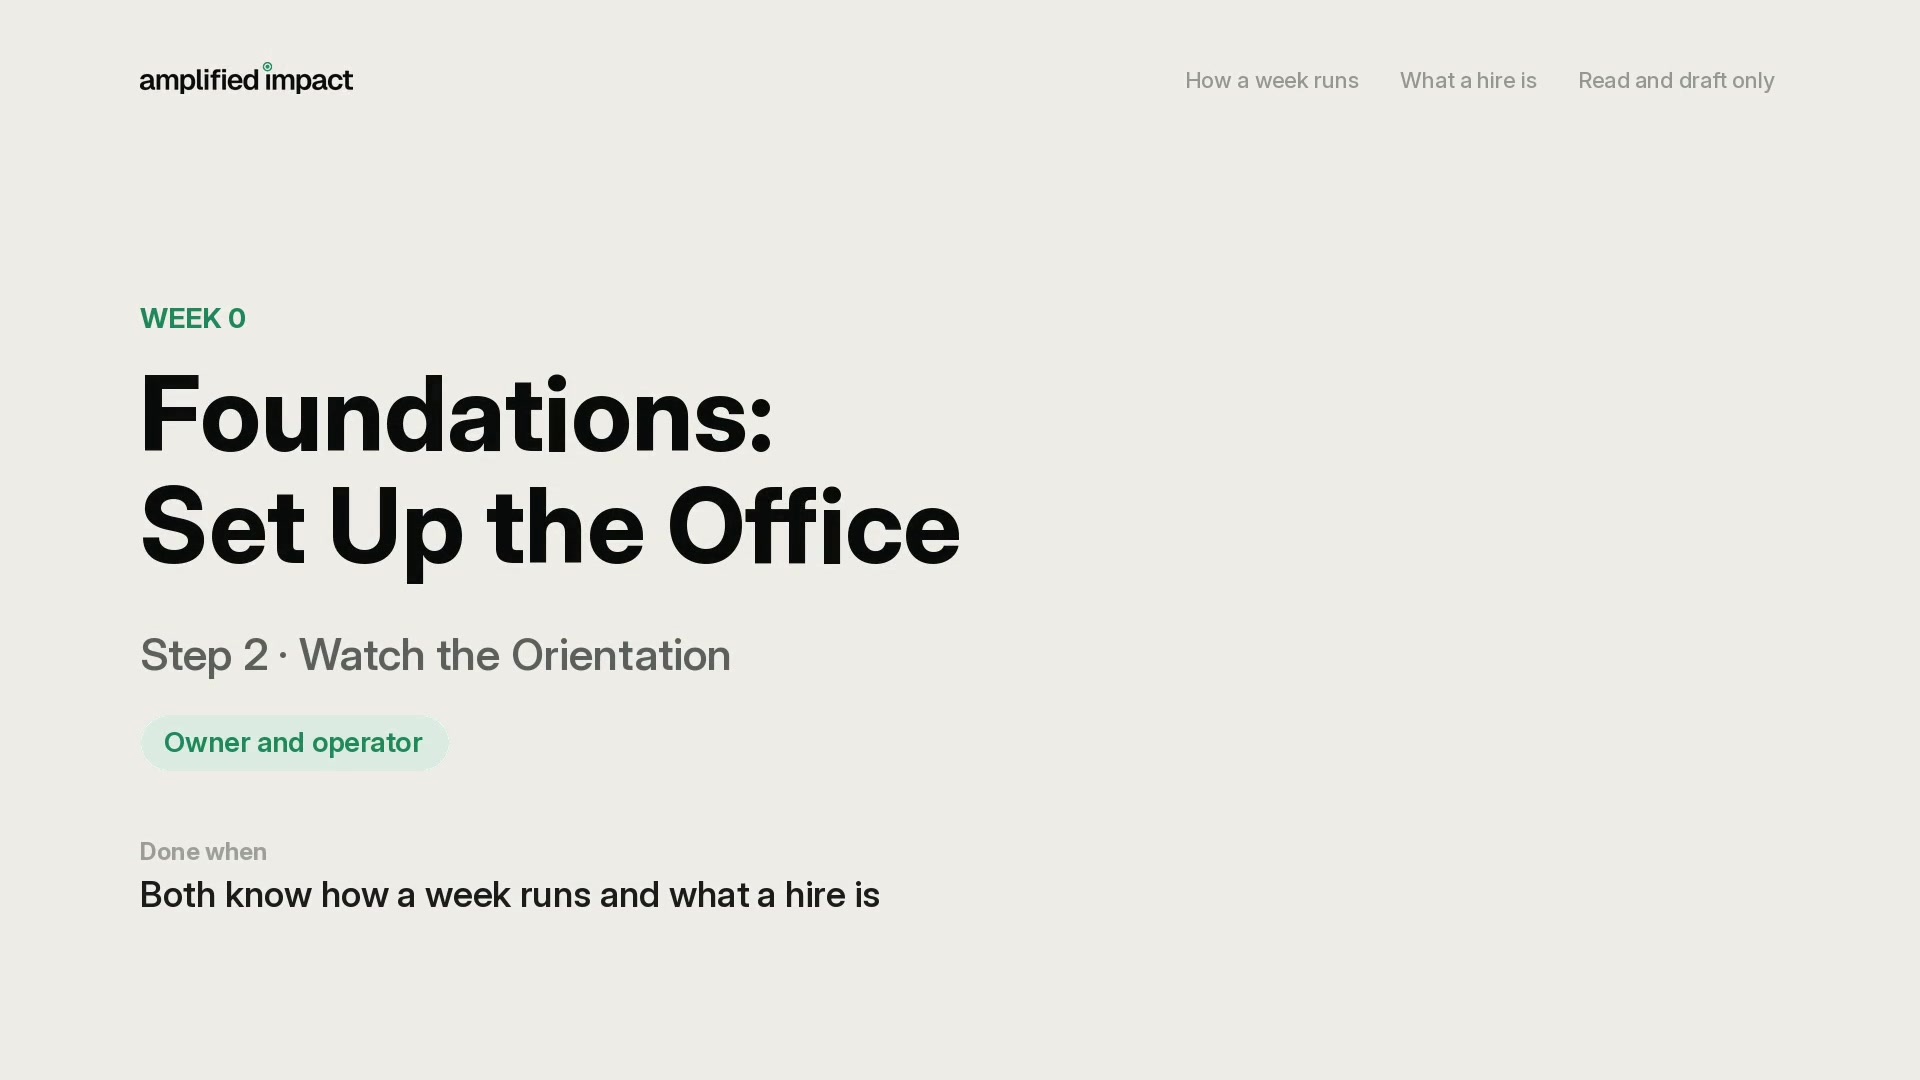 amplified impact
How a week runs
What a hire is
Read and draft only
WEEK 0
Foundations:
Set Up the Office
Step 2 · Watch the Orientation
Owner and operator
Done when
Both know how a week runs and what a hire is